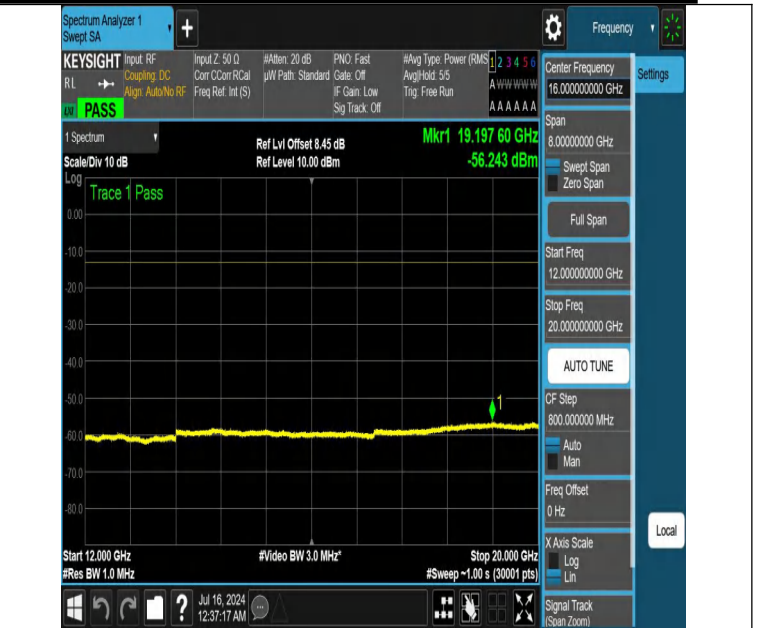 Spectrum Analyzer 1
Swept SA
+
Frequency
KEYSIGHT
RL
PASS
Input: RF
Coupling: DC
Align: Auto/No RF
Input Z: 50 Ω
Corr CCorr RCal
Freq Ref: Int (S)
#Atten: 20 dB
µW Path: Standard
PNO: Fast
Gate: Off
IF Gain: Low
Sig Track: Off
#Avg Type: Power (RMS
Avg|Hold: 5/5
Trig: Free Run
1 2 3 4 5 6
A W W W W W
A A A A A A
1 Spectrum
Scale/Div 10 dB
Ref Lvl Offset 8.45 dB
Ref Level 10.00 dBm
Mkr1 19.197 60 GHz
-56.243 dBm
Log
Trace 1 Pass
0.00
-10.0
-20.0
-30.0
-40.0
-50.0
-60.0
-70.0
-80.0
1
Start 12.000 GHz
#Res BW 1.0 MHz
#Video BW 3.0 MHz*
Stop 20.000 GHz
#Sweep ~1.00 s (30001 pts)
?
Jul 16, 2024
12:37:17 AM
Center Frequency
16.000000000 GHz
Settings
Span
8.00000000 GHz
Swept Span
Zero Span
Full Span
Start Freq
12.000000000 GHz
Stop Freq
20.000000000 GHz
AUTO TUNE
CF Step
800.000000 MHz
Auto
Man
Freq Offset
0 Hz
Local
X Axis Scale
Log
Lin
Signal Track
(Span Zoom)